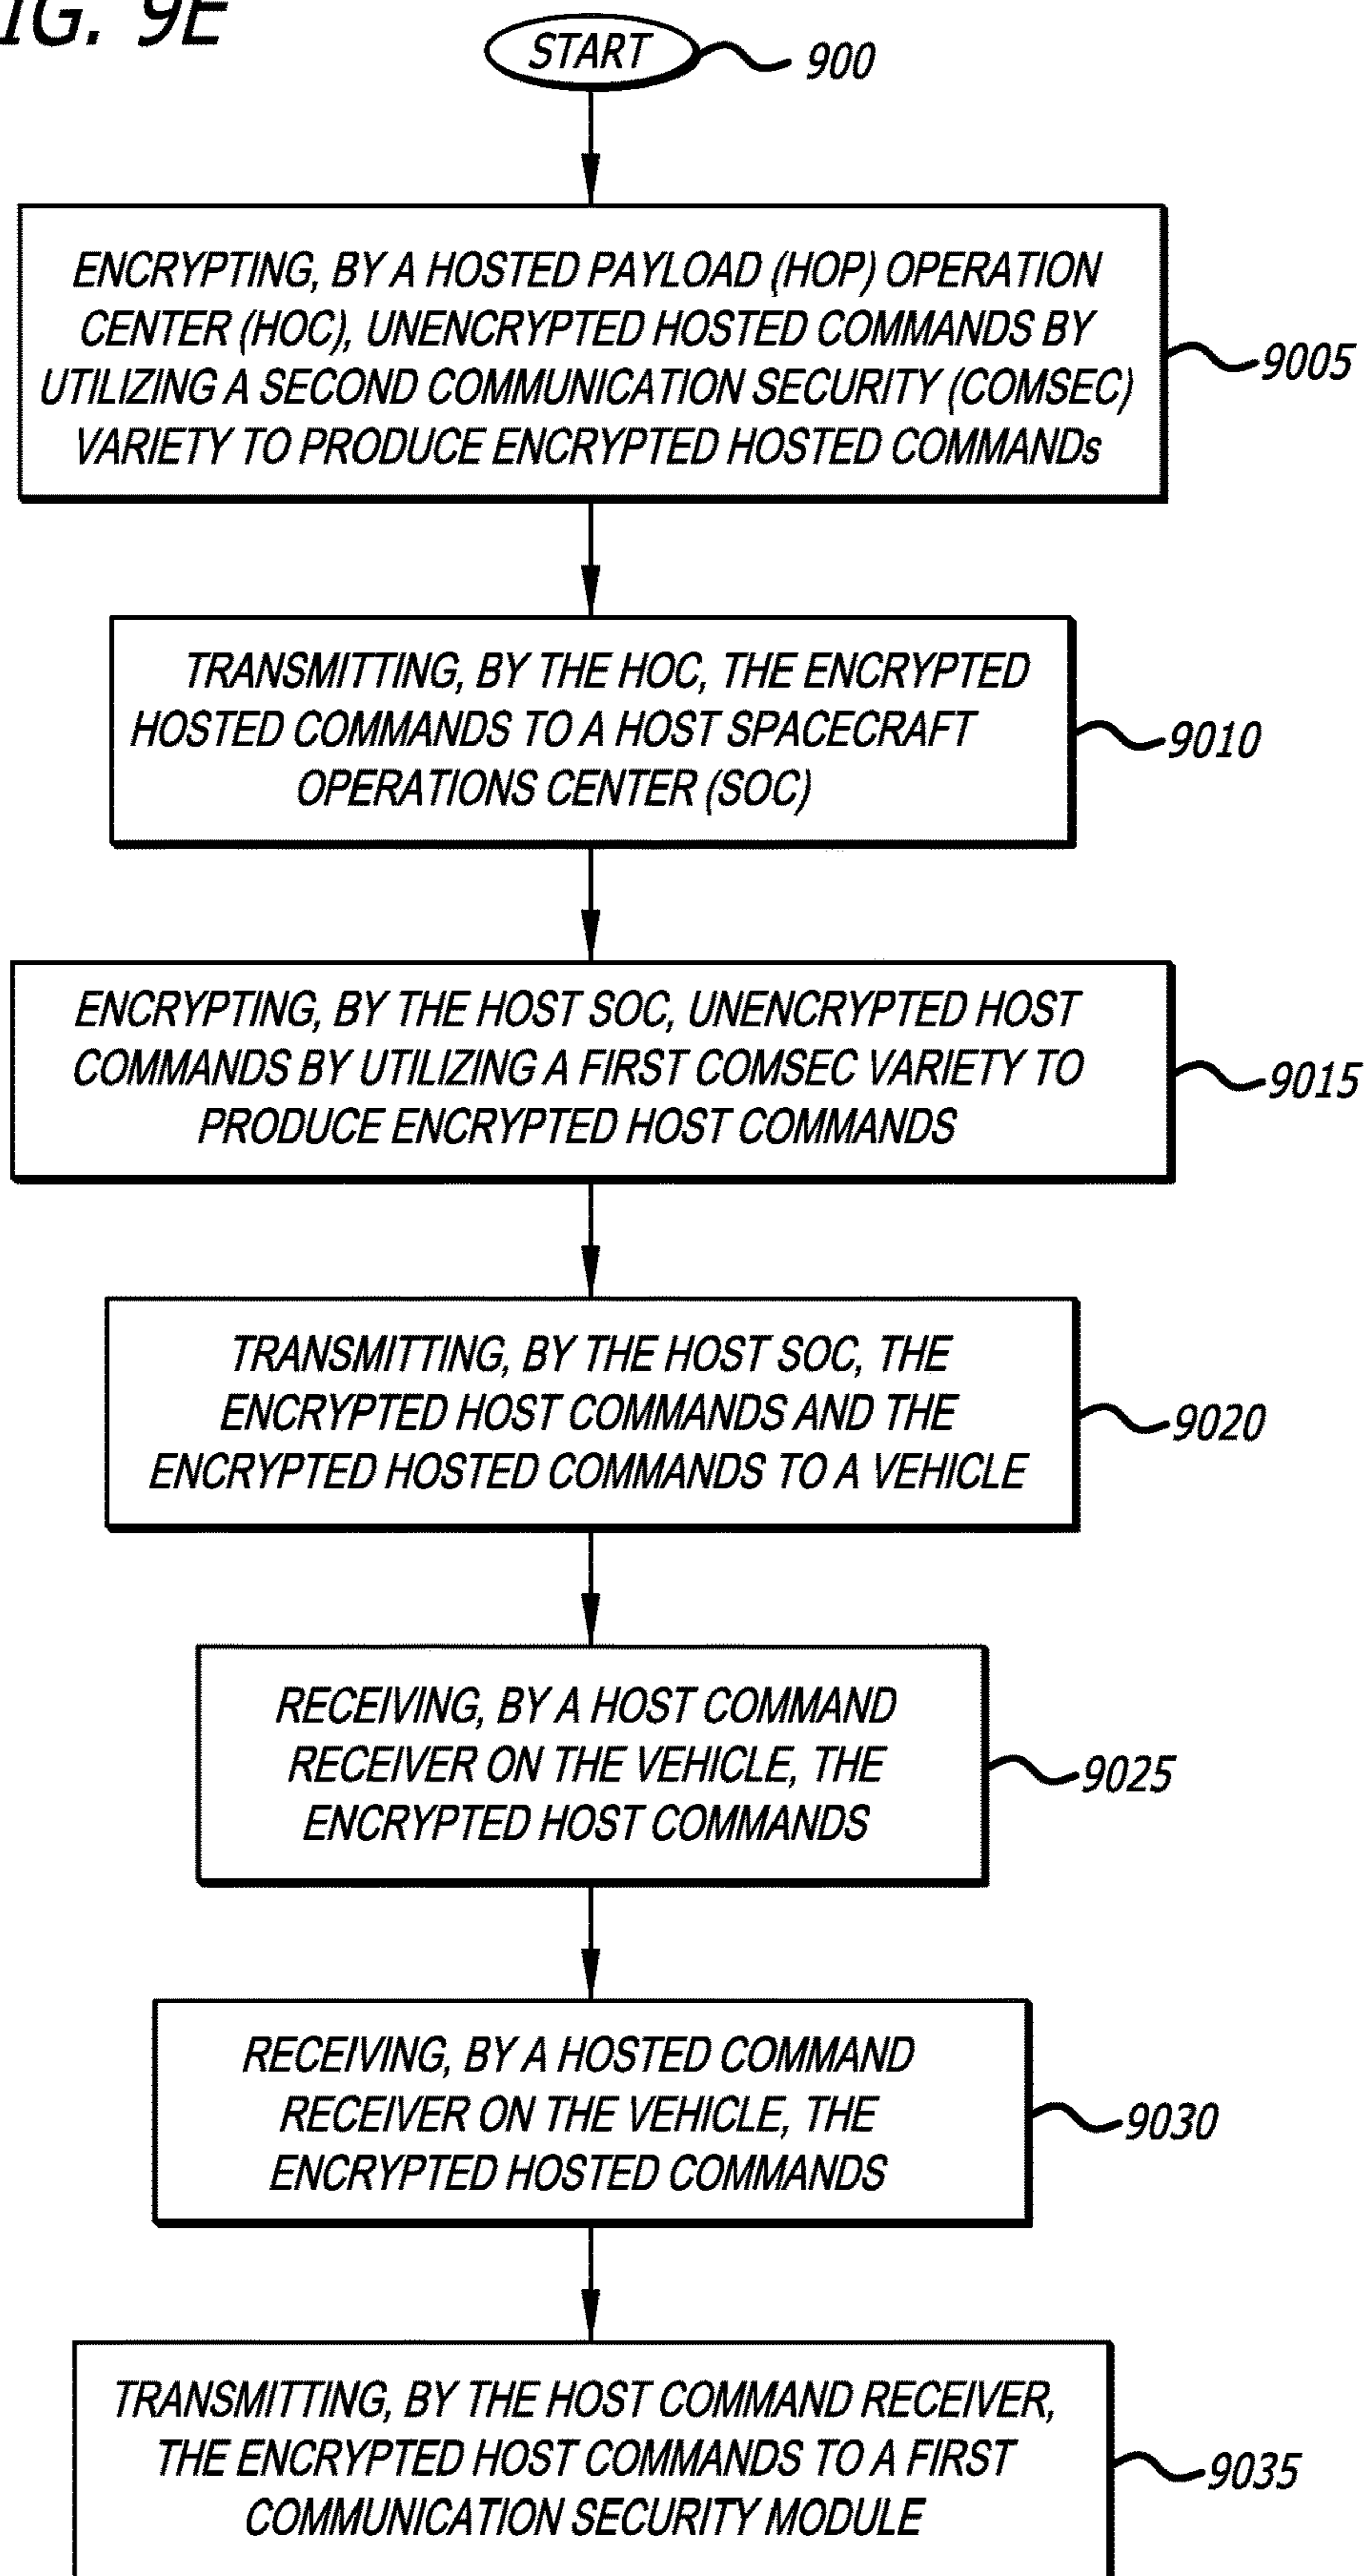 IG. 9E
START
900
ENCRYPTING, BY A HOSTED PAYLOAD (HOP) OPERATION
CENTER (HOC), UNENCRYPTED HOSTED COMMANDS BY
UTILIZING A SECOND COMMUNICATION SECURITY (COMSEC)
VARIETY TO PRODUCE ENCRYPTED HOSTED COMMANDs
9005
TRANSMITTING, BY THE HOC, THE ENCRYPTED
HOSTED COMMANDS TO A HOST SPACECRAFT
OPERATIONS CENTER (SOC)
9010
ENCRYPTING, BY THE HOST SOC, UNENCRYPTED HOST
COMMANDS BY UTILIZING A FIRST COMSEC VARIETY TO
PRODUCE ENCRYPTED HOST COMMANDS
9015
TRANSMITTING, BY THE HOST SOC, THE
ENCRYPTED HOST COMMANDS AND THE
ENCRYPTED HOSTED COMMANDS TO A VEHICLE
9020
RECEIVING, BY A HOST COMMAND
RECEIVER ON THE VEHICLE, THE
ENCRYPTED HOST COMMANDS
9025
RECEIVING, BY A HOSTED COMMAND
RECEIVER ON THE VEHICLE, THE
ENCRYPTED HOSTED COMMANDS
9030
TRANSMITTING, BY THE HOST COMMAND RECEIVER,
THE ENCRYPTED HOST COMMANDS TO A FIRST
COMMUNICATION SECURITY MODULE
9035